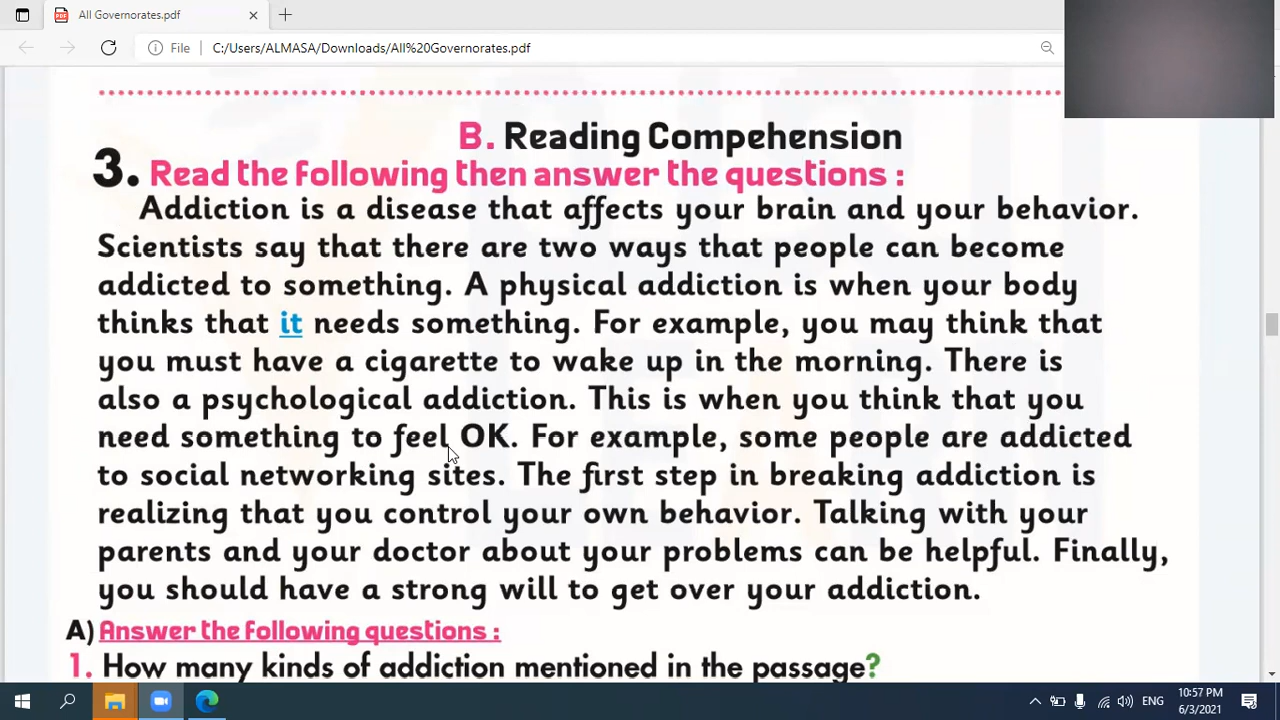 All Governorates.pdf
File C:/Users/ALMASA/Downloads/All%20Governorates.pdf
B. Reading Compehension
3. Read the following then answer the questions :
Addiction is a disease that affects your brain and your behavior.
Scientists say that there are two ways that people can become
addicted to something. A physical addiction is when your body
thinks that it needs something. For example, you may think that
you must have a cigarette to wake up in the morning. There is
also a psychological addiction. This is when you think that you
need something to feel OK. For example, some people are addicted
to social networking sites. The first step in breaking addiction is
realizing that you control your own behavior. Talking with your
parents and your doctor about your problems can be helpful. Finally,
you should have a strong will to get over your addiction.
A) Answer the following questions :
1. How many kinds of addiction mentioned in the passage?
ENG
10:57 PM
6/3/2021